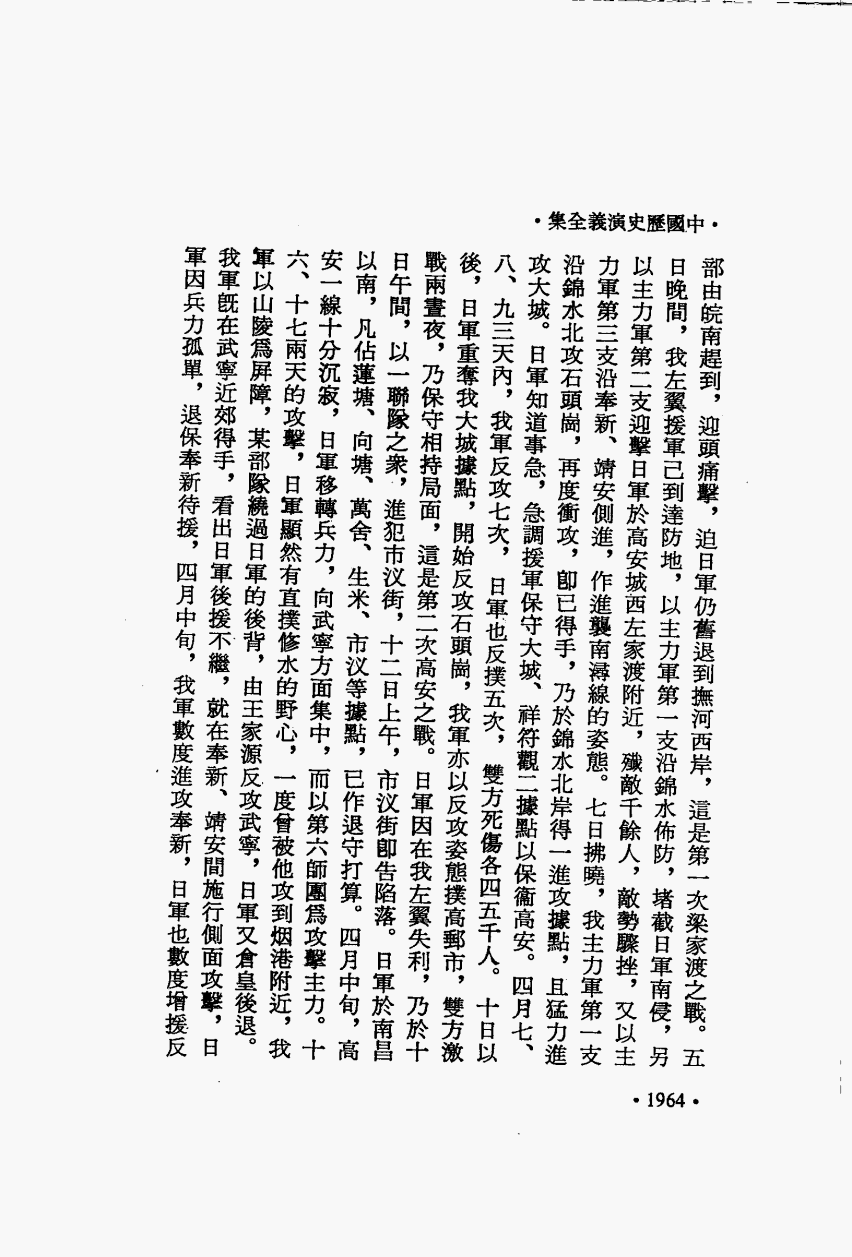 ·中國歷史演義全集·
部由皖南趕到，迎頭痛擊，迫日軍仍舊退到撫河西岸，這是第一次梁家渡之戰。五
日晚間，我左翼援軍已到達防地，以主力軍第一支沿錦水佈防，堵截日軍南侵，另
以主力軍第二支迎擊日軍於高安城西左家渡附近，殲敵千餘人，敵勢驟挫，又以主
力軍第三支沿奉新、靖安側進，作進襲南潯線的姿態。七日拂曉，我主力軍第一支
沿錦水北攻石頭崗，再度衝攻，卽已得手，乃於錦水北岸得一進攻據點，且猛力進
攻大城。日軍知道事急，急調援軍保守大城、祥符觀二據點以保衞高安。四月七、
八、九三天內，我軍反攻七次，日軍也反撲五次，雙方死傷各四五千人。十日以
後，日軍重奪我大城據點，開始反攻石頭崗，我軍亦以反攻姿態撲高郵市，雙方激
戰兩晝夜，乃保守相持局面，這是第二次高安之戰。日軍因在我左翼失利，乃於十
日午間，以一聯隊之衆，進犯市汊街，十二日上午，市汊街卽告陷落。日軍於南昌
以南，凡佔蓮塘、向塘、萬舍、生米、市汊等據點，已作退守打算。四月中旬，高
安一線十分沉寂，日軍移轉兵力，向武寧方面集中，而以第六師團爲攻擊主力。十
六、十七兩天的攻擊，日軍顯然有直撲修水的野心，一度曾被他攻到烟港附近，我
軍以山陵爲屏障，某部隊繞過日軍的後背，由王家源反攻武寧，日軍又倉皇後退。
我軍旣在武寧近郊得手，看出日軍後援不繼，就在奉新、靖安間施行側面攻擊，日
軍因兵力孤單，退保奉新待援，四月中旬，我軍數度進攻奉新，日軍也數度增援反
·1964·